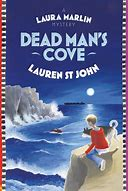 A
LAURA MARLIN
MYSTERY
DEAD MAN'S
COVE
LAUREN ST JOHN